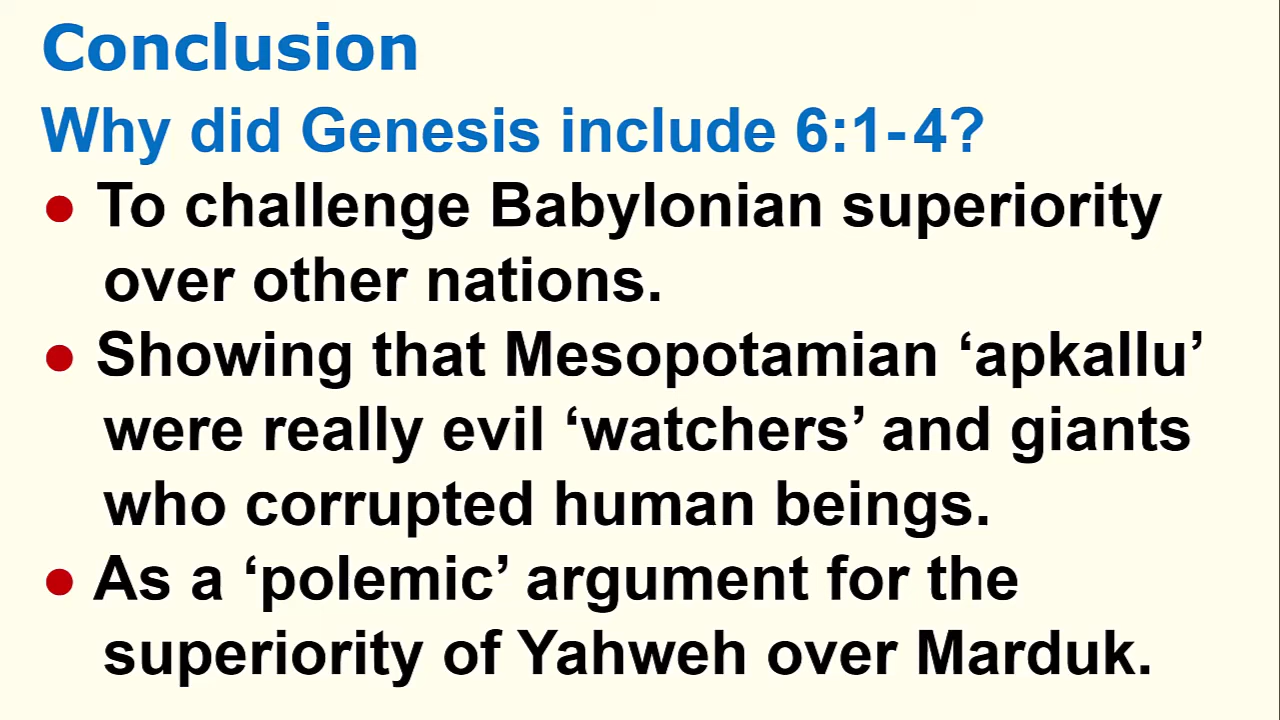 Conclusion
Why did Genesis include 6:1-4?
● To challenge Babylonian superiority
over other nations.
● Showing that Mesopotamian ‘apkallu’
were really evil ‘watchers’ and giants
who corrupted human beings.
● As a ‘polemic’ argument for the
superiority of Yahweh over Marduk.